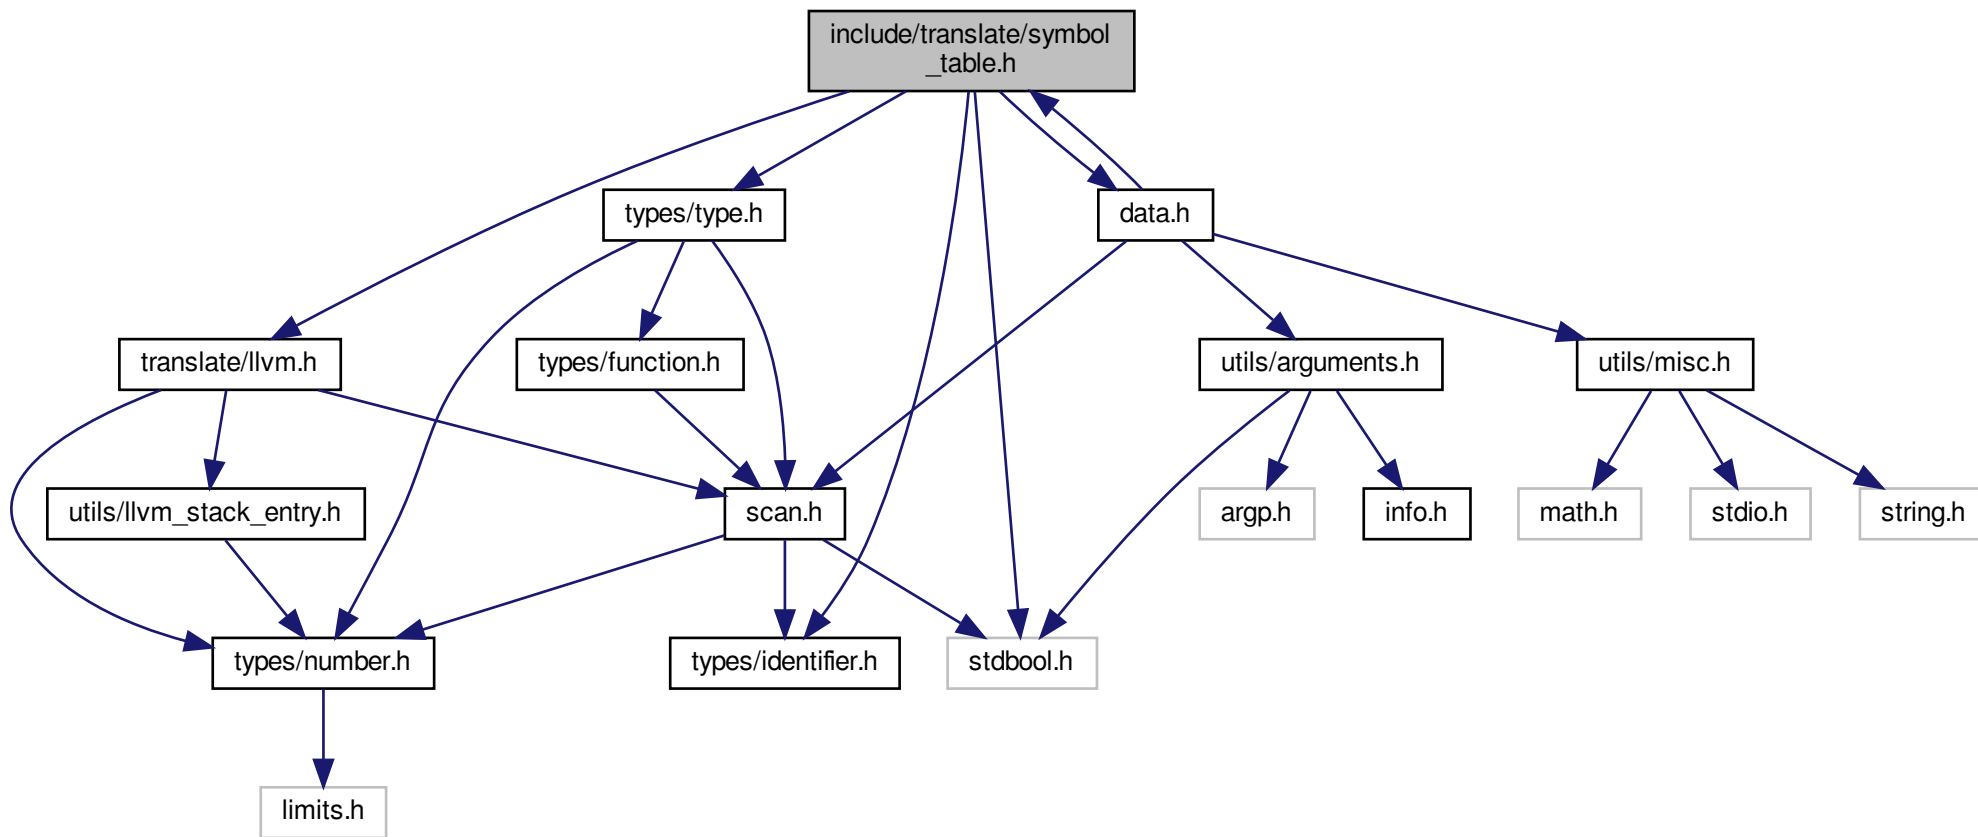 include/translate/symbol
_table.h
types/type.h
data.h
translate/llvm.h
types/function.h
utils/arguments.h
utils/misc.h
utils/llvm_stack_entry.h
scan.h
argp.h
info.h
math.h
stdio.h
string.h
types/number.h
types/identifier.h
stdbool.h
limits.h